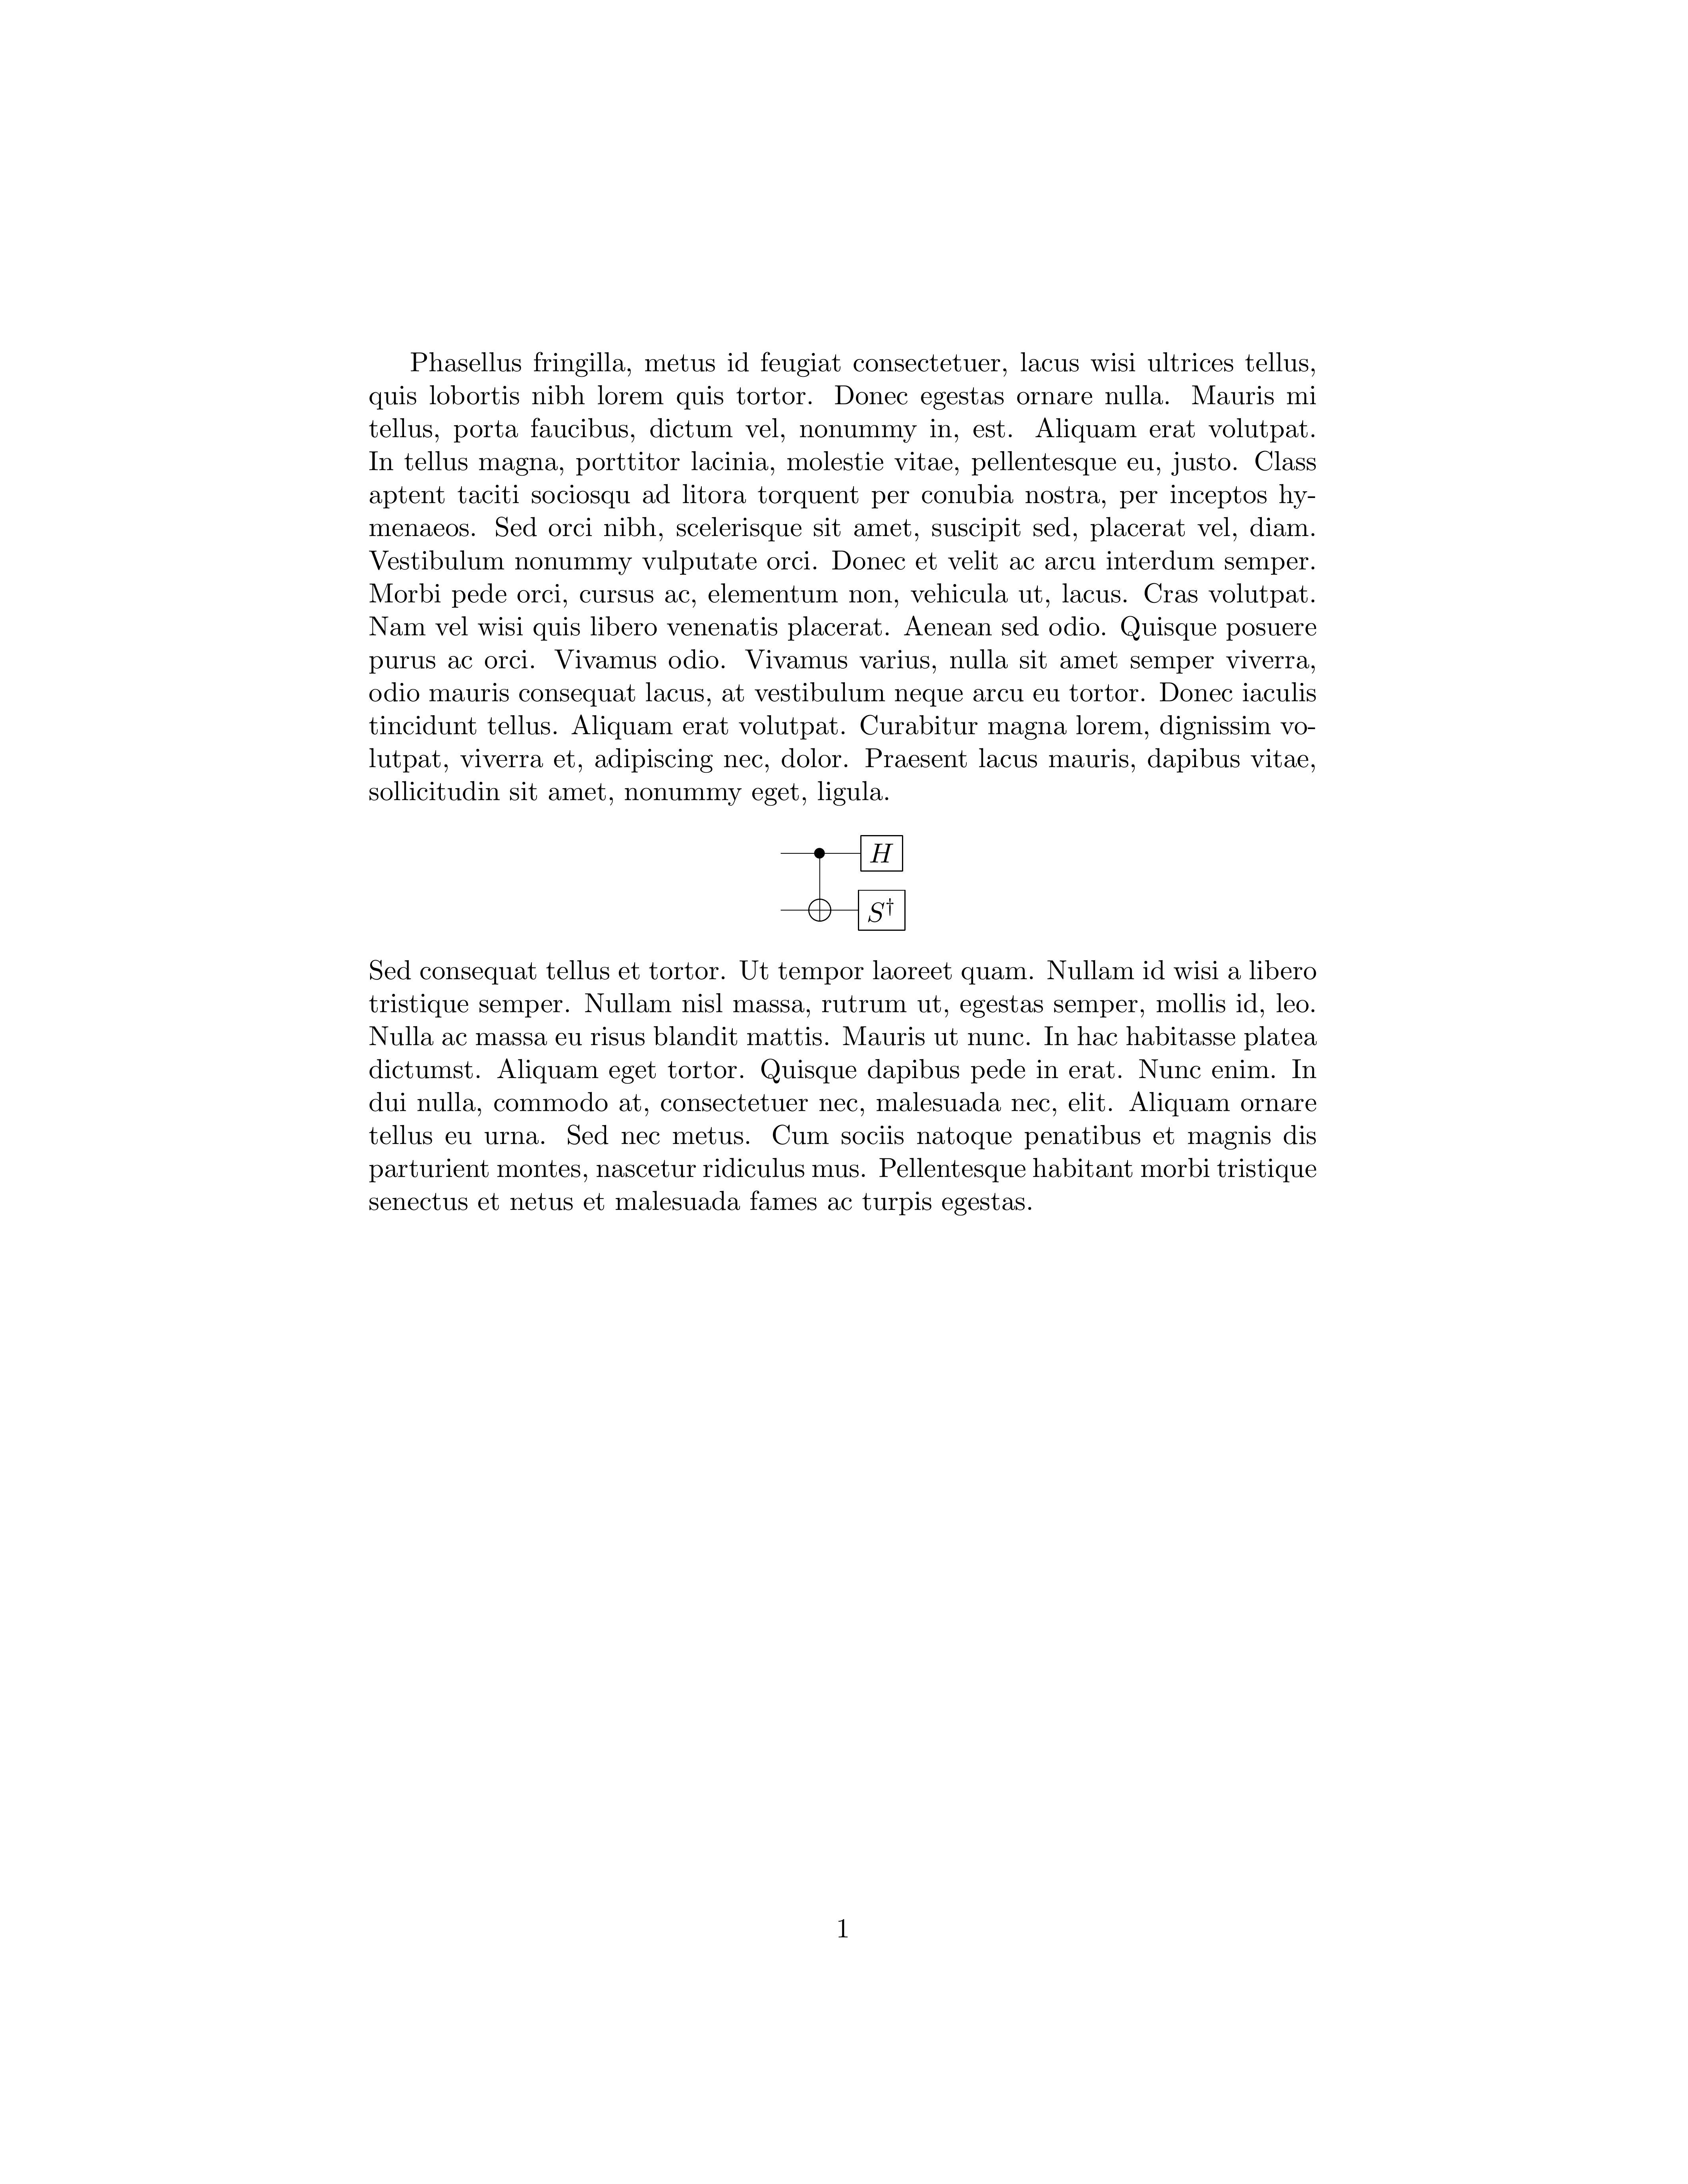 Phasellus fringilla, metus id feugiat consectetuer, lacus wisi ultrices tellus,
quis lobortis nibh lorem quis tortor. Donec egestas ornare nulla. Mauris mi
tellus, porta faucibus, dictum vel, nonummy in, est. Aliquam erat volutpat.
In tellus magna, porttitor lacinia, molestie vitae, pellentesque eu, justo. Class
aptent taciti sociosqu ad litora torquent per conubia nostra, per inceptos hy-
menaeos. Sed orci nibh, scelerisque sit amet, suscipit sed, placerat vel, diam.
Vestibulum nonummy vulputate orci. Donec et velit ac arcu interdum semper.
Morbi pede orci, cursus ac, elementum non, vehicula ut, lacus. Cras volutpat.
Nam vel wisi quis libero venenatis placerat. Aenean sed odio. Quisque posuere
purus ac orci. Vivamus odio. Vivamus varius, nulla sit amet semper viverra,
odio mauris consequat lacus, at vestibulum neque arcu eu tortor. Donec iaculis
tincidunt tellus. Aliquam erat volutpat. Curabitur magna lorem, dignissim vo-
lutpat, viverra et, adipiscing nec, dolor. Praesent lacus mauris, dapibus vitae,
sollicitudin sit amet, nonummy eget, ligula.
H
S†
Sed consequat tellus et tortor. Ut tempor laoreet quam. Nullam id wisi a libero
tristique semper. Nullam nisl massa, rutrum ut, egestas semper, mollis id, leo.
Nulla ac massa eu risus blandit mattis. Mauris ut nunc. In hac habitasse platea
dictumst. Aliquam eget tortor. Quisque dapibus pede in erat. Nunc enim. In
dui nulla, commodo at, consectetuer nec, malesuada nec, elit. Aliquam ornare
tellus eu urna. Sed nec metus. Cum sociis natoque penatibus et magnis dis
parturient montes, nascetur ridiculus mus. Pellentesque habitant morbi tristique
senectus et netus et malesuada fames ac turpis egestas.
1